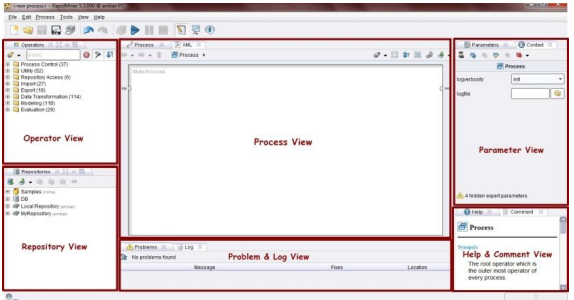 <new process> – RapidMiner 5.3.000 @ amber-PC
File Edit Process Tools View Help
Operators
Process Control (37)
Utility (52)
Repository Access (6)
Import (27)
Export (18)
Data Transformation (114)
Modeling (118)
Evaluation (29)
Operator View
Repositories
Samples (none)
DB
Local Repository (amber)
MyRepository (amber)
Repository View
Process XML
Process
Main Process
Process View
Problems Log
No problems found
Problem & Log View
Message Fixes Location
Parameters Context
Process
logverbosity init
logfile
Parameter View
4 hidden expert parameters
Help Comment
Process
Synopsis
Help & Comment View
The root operator which is
the outer most operator of
every process.